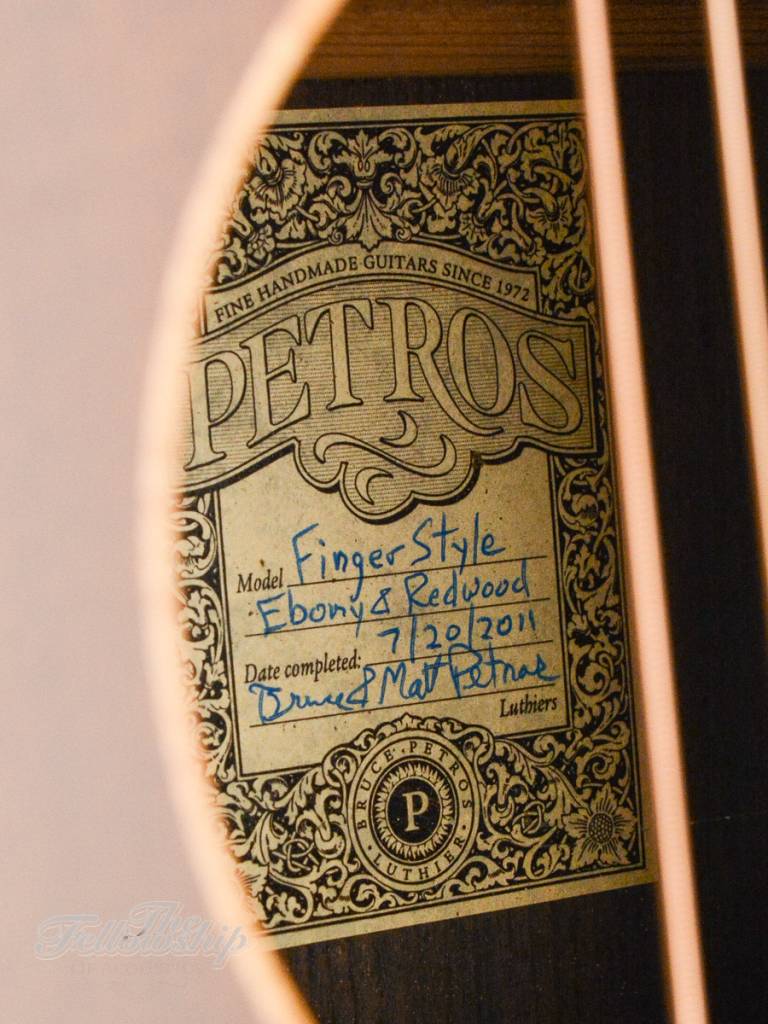 FINE HANDMADE GUITARS SINCE 1972
PETROS
Model Finger Style
Ebony & Redwood
Date completed: 7/20/2011
Bruce & Matt Petros
Luthiers
BRUCE · PETROS · LUTHIER ·
P
The
Fellowship